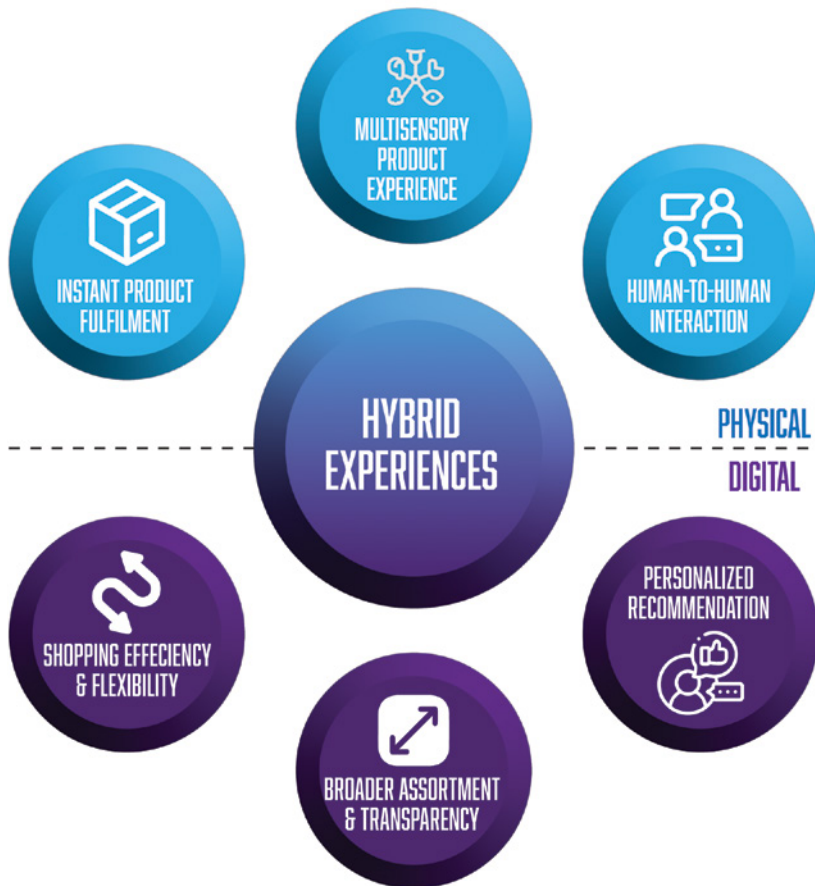 MULTISENSORY
PRODUCT
EXPERIENCE
INSTANT PRODUCT
FULFILMENT
HUMAN-TO-HUMAN
INTERACTION
HYBRID
EXPERIENCES
PHYSICAL
DIGITAL
SHOPPING EFFECIENCY
& FLEXIBILITY
PERSONALIZED
RECOMMENDATION
BROADER ASSORTMENT
& TRANSPARENCY